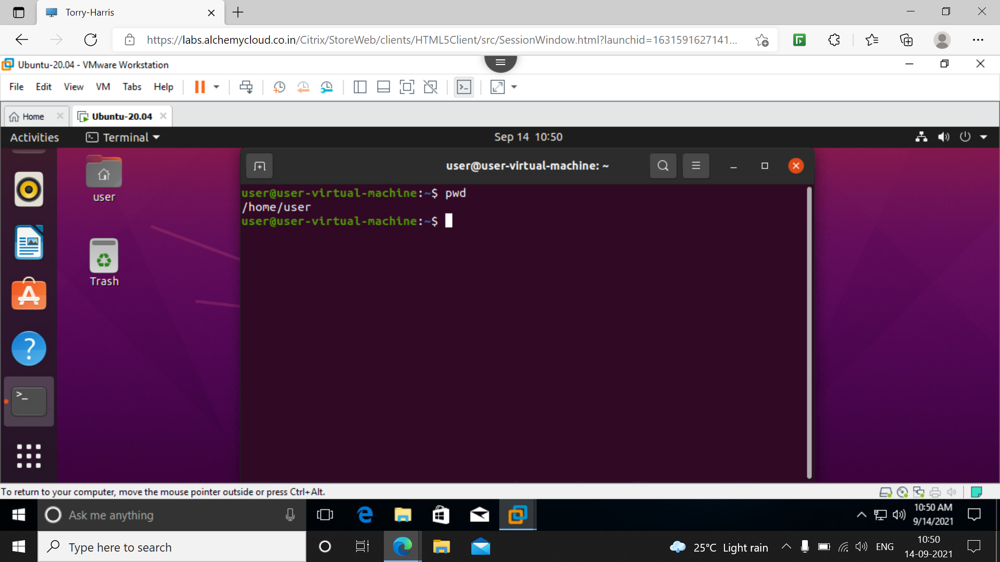 Torry-Harris
https://labs.alchemycloud.co.in/Citrix/StoreWeb/clients/HTML5Client/src/SessionWindow.html?launchid=1631591627141...
Ubuntu-20.04 - VMware Workstation
File Edit View VM Tabs Help
Home Ubuntu-20.04
Activities Terminal Sep 14 10:50
user
Trash
user@user-virtual-machine: ~
user@user-virtual-machine:~$ pwd
/home/user
user@user-virtual-machine:~$
To return to your computer, move the mouse pointer outside or press Ctrl+Alt.
Ask me anything
10:50 AM
9/14/2021
Type here to search
25°C Light rain
ENG
10:50
14-09-2021